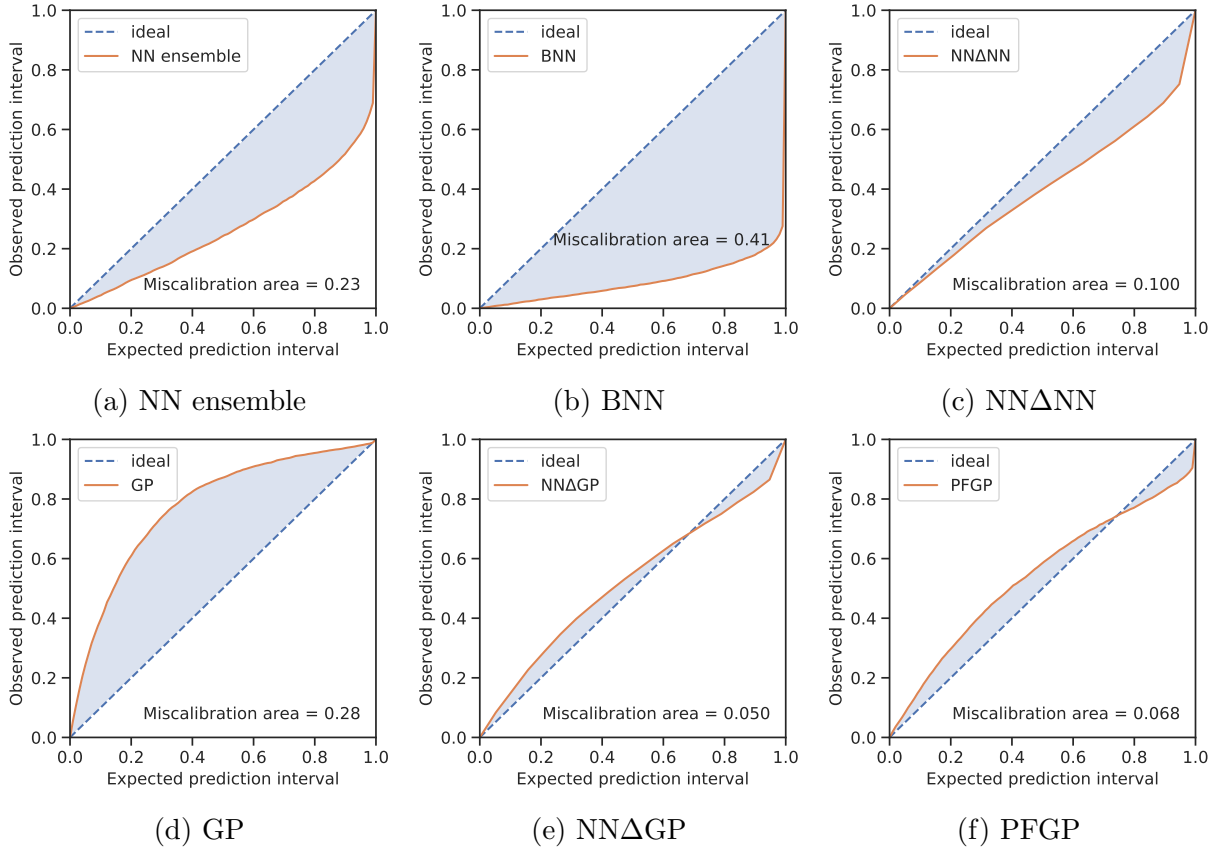 1.0
0.8
0.6
0.4
0.2
0.0
Observed prediction interval
ideal
NN ensemble
Miscalibration area = 0.23
0.0 0.2 0.4 0.6 0.8 1.0
Expected prediction interval
(a) NN ensemble
1.0
0.8
0.6
0.4
0.2
0.0
Observed prediction interval
ideal
BNN
Miscalibration area = 0.41
0.0 0.2 0.4 0.6 0.8 1.0
Expected prediction interval
(b) BNN
1.0
0.8
0.6
0.4
0.2
0.0
Observed prediction interval
ideal
NNΔNN
Miscalibration area = 0.100
0.0 0.2 0.4 0.6 0.8 1.0
Expected prediction interval
(c) NNΔNN
1.0
0.8
0.6
0.4
0.2
0.0
Observed prediction interval
ideal
GP
Miscalibration area = 0.28
0.0 0.2 0.4 0.6 0.8 1.0
Expected prediction interval
(d) GP
1.0
0.8
0.6
0.4
0.2
0.0
Observed prediction interval
ideal
NNΔGP
Miscalibration area = 0.050
0.0 0.2 0.4 0.6 0.8 1.0
Expected prediction interval
(e) NNΔGP
1.0
0.8
0.6
0.4
0.2
0.0
Observed prediction interval
ideal
PFGP
Miscalibration area = 0.068
0.0 0.2 0.4 0.6 0.8 1.0
Expected prediction interval
(f) PFGP